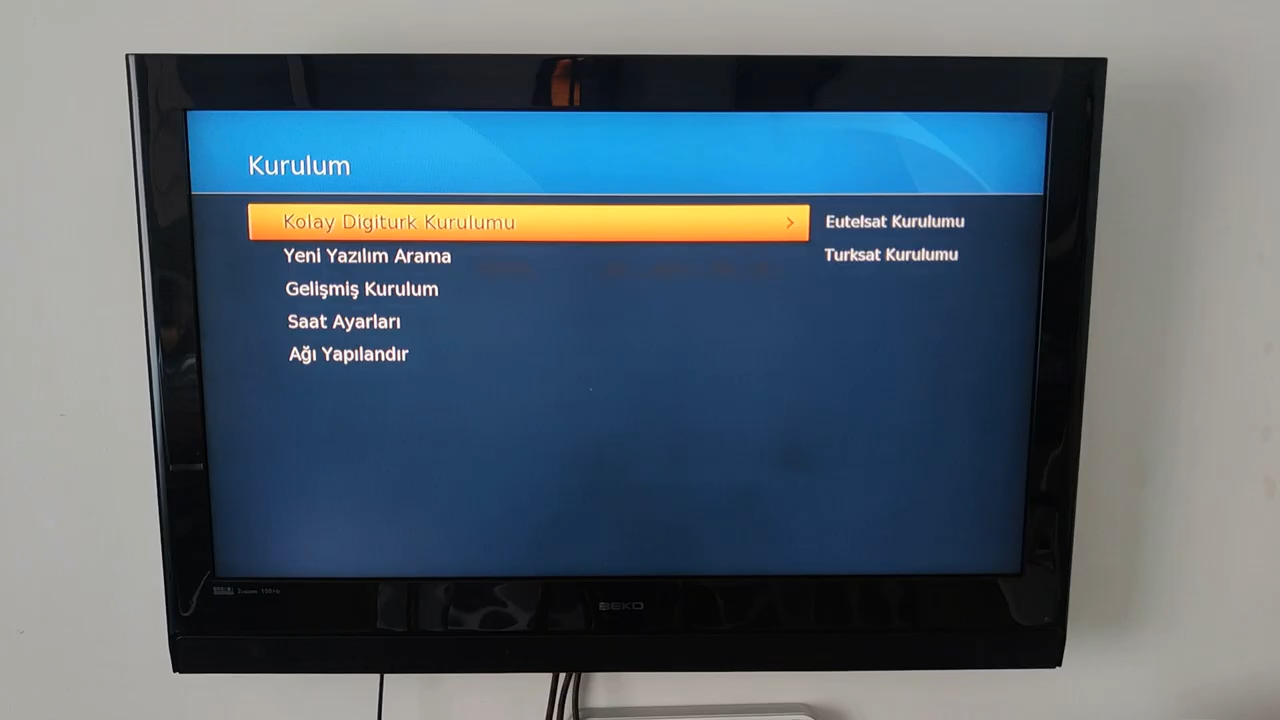 Kurulum
Kolay Digiturk Kurulumu
Eutelsat Kurulumu
Yeni Yazılım Arama
Turksat Kurulumu
Gelişmiş Kurulum
Saat Ayarları
Ağı Yapılandır
BEKO